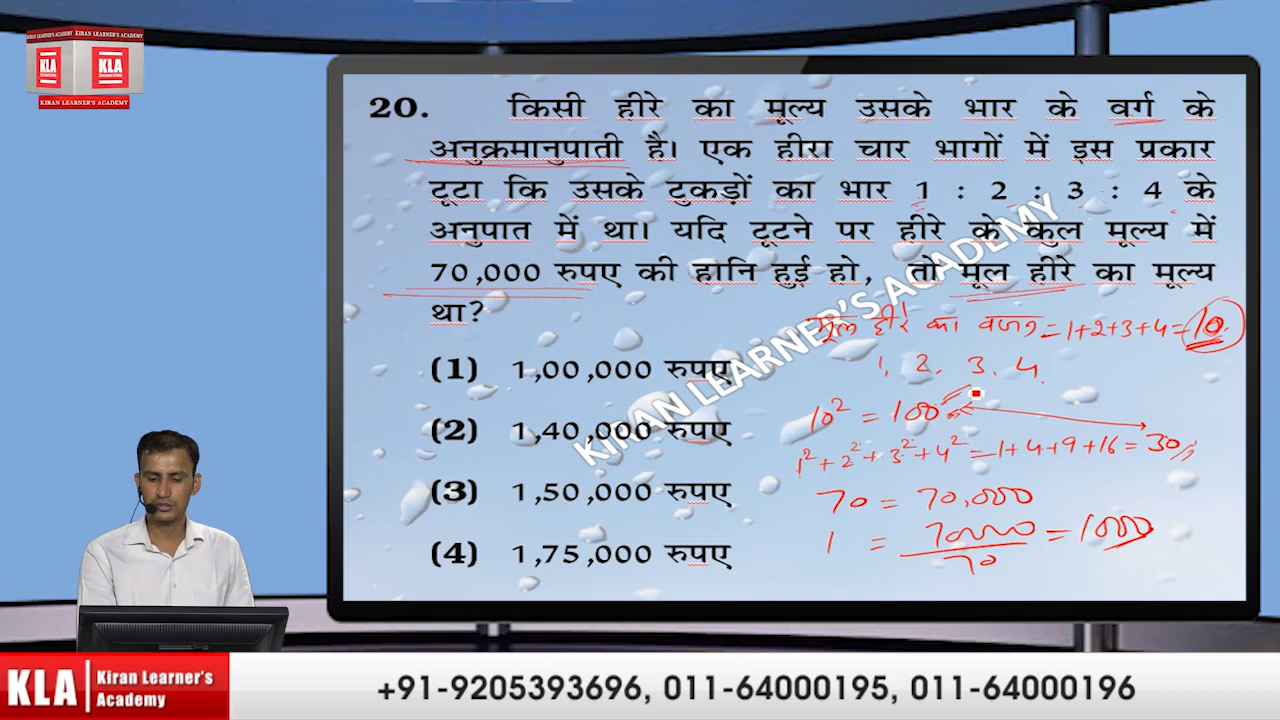 KIRAN LEARNER'S ACADEMY KIRAN LEARNER'S ACADEMY
KLA KLA
KIRAN LEARNER'S ACADEMY
20. किसी हीरे का मूल्य उसके भार के वर्ग के
अनुक्रमानुपाती है। एक हीरा चार भागों में इस प्रकार
टूटा कि उसके टुकड़ों का भार 1 : 2 : 3 : 4 के
अनुपात में था। यदि टूटने पर हीरे के कुल मूल्य में
70,000 रुपए की हानि हुई हो, तो मूल हीरे का मूल्य
था?
मूल हीरे का वजन = 1+2+3+4 = 10
(1) 1,00,000 रुपए
1, 2, 3, 4
10² = 100
(2) 1,40,000 रुपए
1² + 2² + 3² + 4² = 1+4+9+16 = 30
(3) 1,50,000 रुपए
70 = 70,000
1 = 70000/70 = 1000
(4) 1,75,000 रुपए
KIRAN LEARNER'S ACADEMY
KLA Kiran Learner's
Academy
+91-9205393696, 011-64000195, 011-64000196